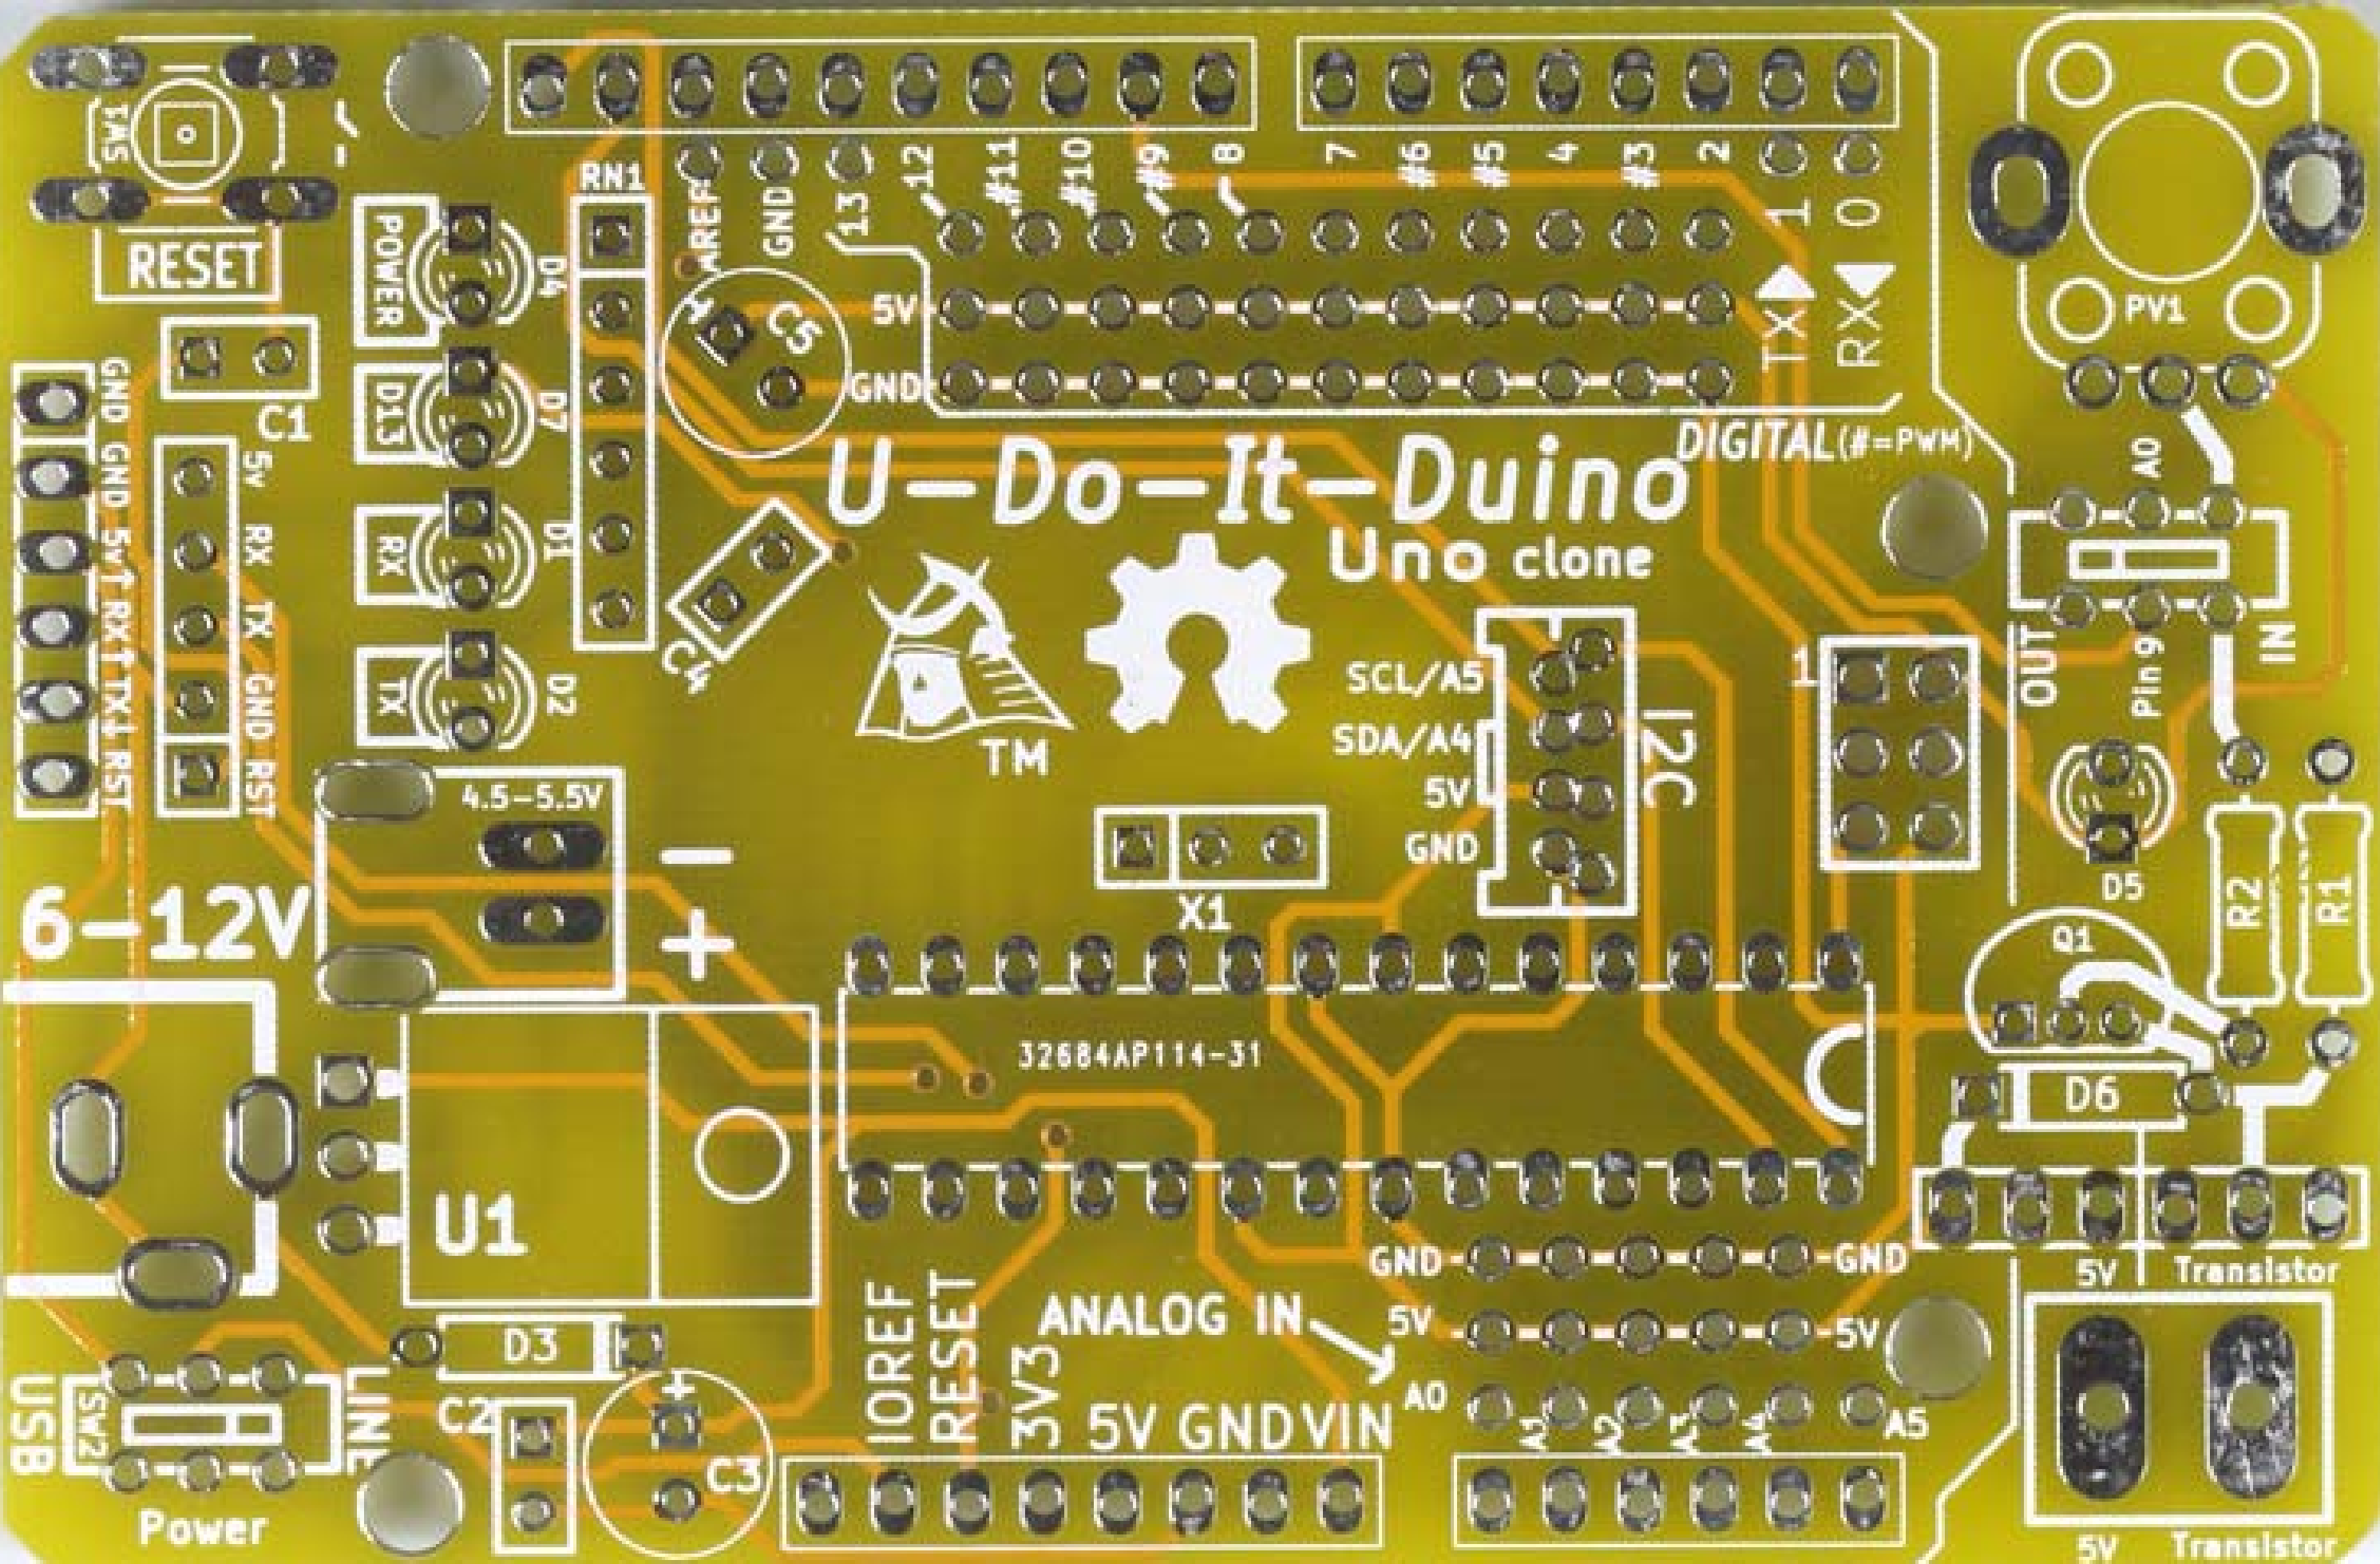 SW1
RESET
POWER
D4
D13
D7
RX
D1
TX
D2
RN1
C1
GND GND 5v RX TX RST
5v RX TX GND RST
AREF
GND
13
12
#11
#10
#9
8
7
#6
#5
4
#3
2
1
0
TX
RX
5V
GND
+
C5
DIGITAL(#=PWM)
PV1
A0
U-Do-It-Duino
Uno clone
TM
C4
SCL/A5
SDA/A4
5V
GND
I2C
1
OUT
IN
Pin 9
D5
R2
R1
4.5-5.5V
−
+
X1
6-12V
Q1
D6
32684AP114-31
U1
D3
C2
C3
+
USB
SW2
LINE
Power
IOREF
RESET
3V3
5V GND VIN
ANALOG IN
GND
GND
5V
5V
A0
A1
A2
A3
A4
A5
5V Transistor
5V Transistor